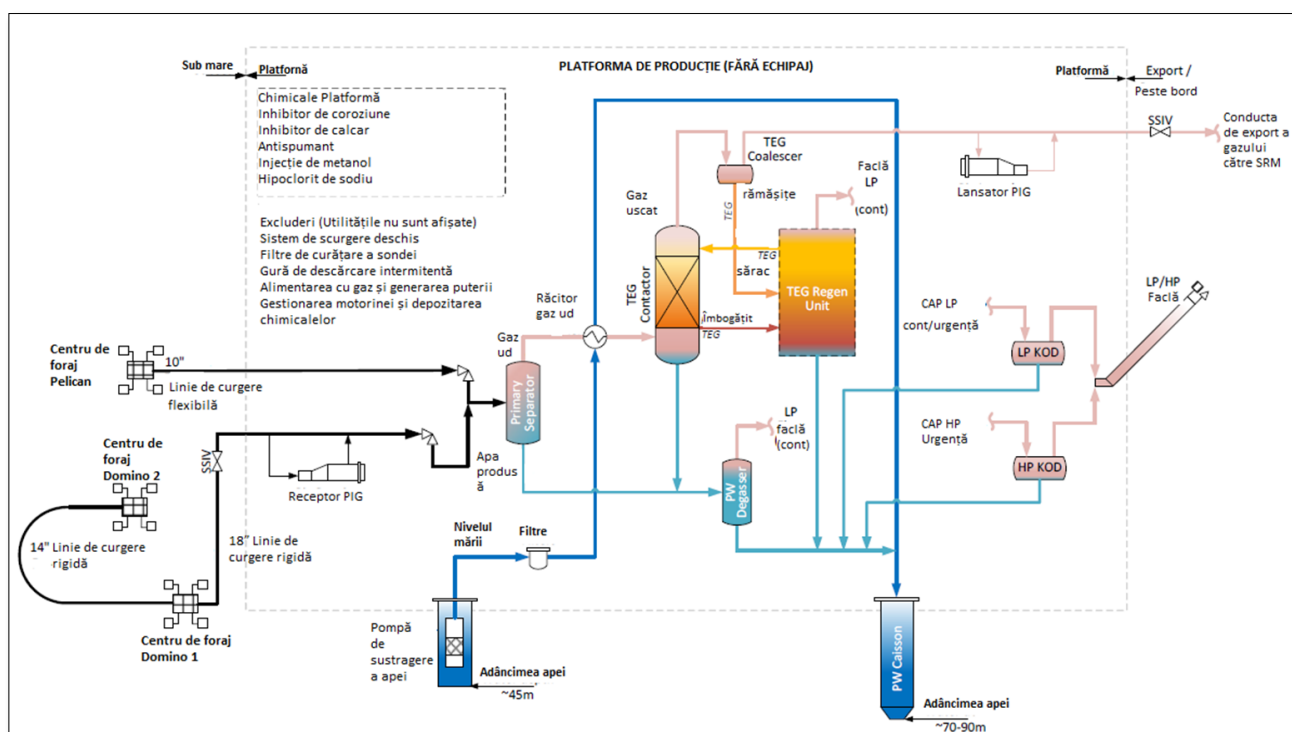 PLATFORMA DE PRODUCȚIE (FĂRĂ ECHIPAJ)
Sub mare
Platfornă
Platformă
Export /
Peste bord
Chimicale Platformă
Inhibitor de coroziune
Inhibitor de calcar
Antispumant
Injecție de metanol
Hipoclorit de sodiu
Excluderi (Utilitățile nu sunt afișate)
Sistem de scurgere deschis
Filtre de curățare a sondei
Gură de descărcare intermitentă
Alimentarea cu gaz și generarea puterii
Gestionarea motorinei și depozitarea
chimicalelor
SSIV
Conducta
de export a
gazului
către SRM
Lansator PIG
TEG
Coalescer
Faclă
LP
(cont)
rămășițe
TEG
Gaz
uscat
TEG
sărac
TEG Contactor
TEG Regen
Unit
Îmbogățit
TEG
Răcitor
gaz ud
Gaz
ud
Primary
Separator
LP/HP
Faclă
CAP LP
cont/urgență
LP KOD
CAP HP
Urgență
HP KOD
LP
faclă
(cont)
PW
Degasser
Centru de
foraj
Pelican
10"
Linie de curgere
flexibilă
Centru de
foraj
Domino 2
SSIV
Receptor PIG
Apa
produs
ă
14" Linie de curgere
rigidă
18" Linie de
curgere rigidă
Centru de foraj
Domino 1
Nivelul
mării
Filtre
Pompă
de
sustragere
a apei
Adâncimea apei
~45m
PW Caisson
Adâncimea apei
~70-90m